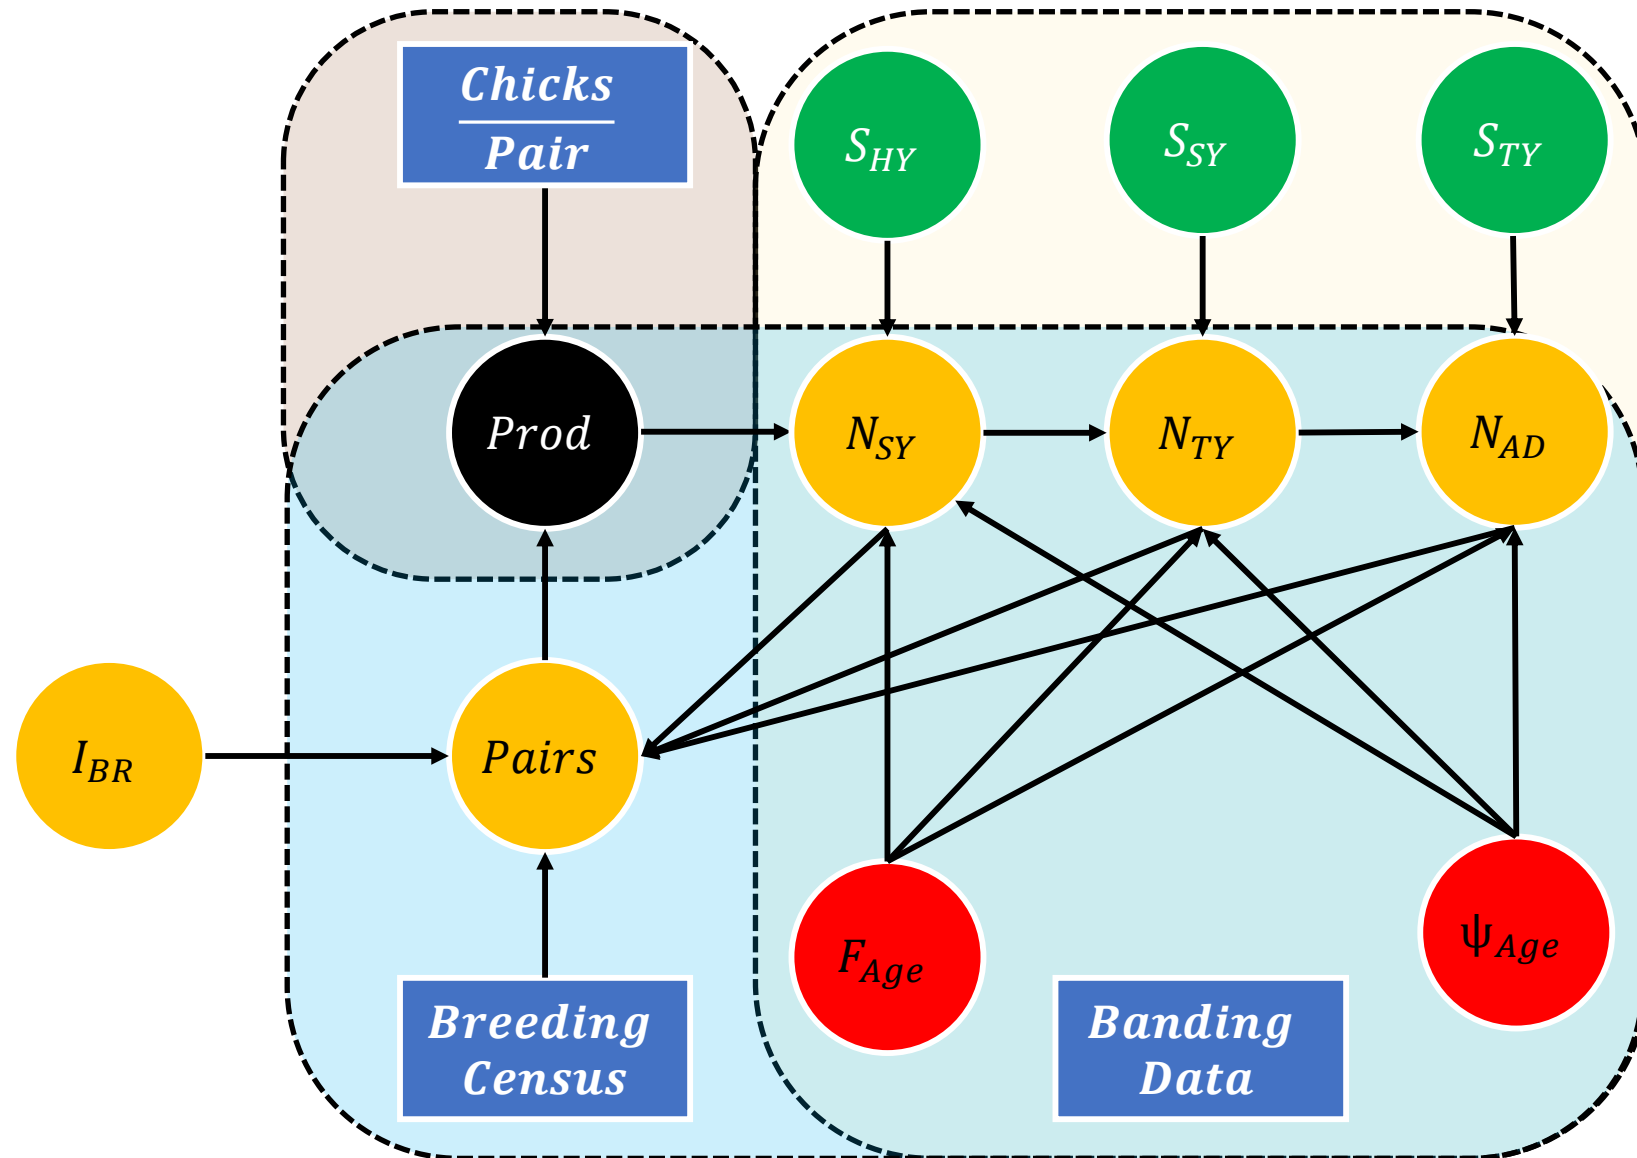 Chicks
Pair
S_HY
S_SY
S_TY
Prod
N_SY
N_TY
N_AD
I_BR
Pairs
F_Age
ψ_Age
Breeding
Census
Banding
Data